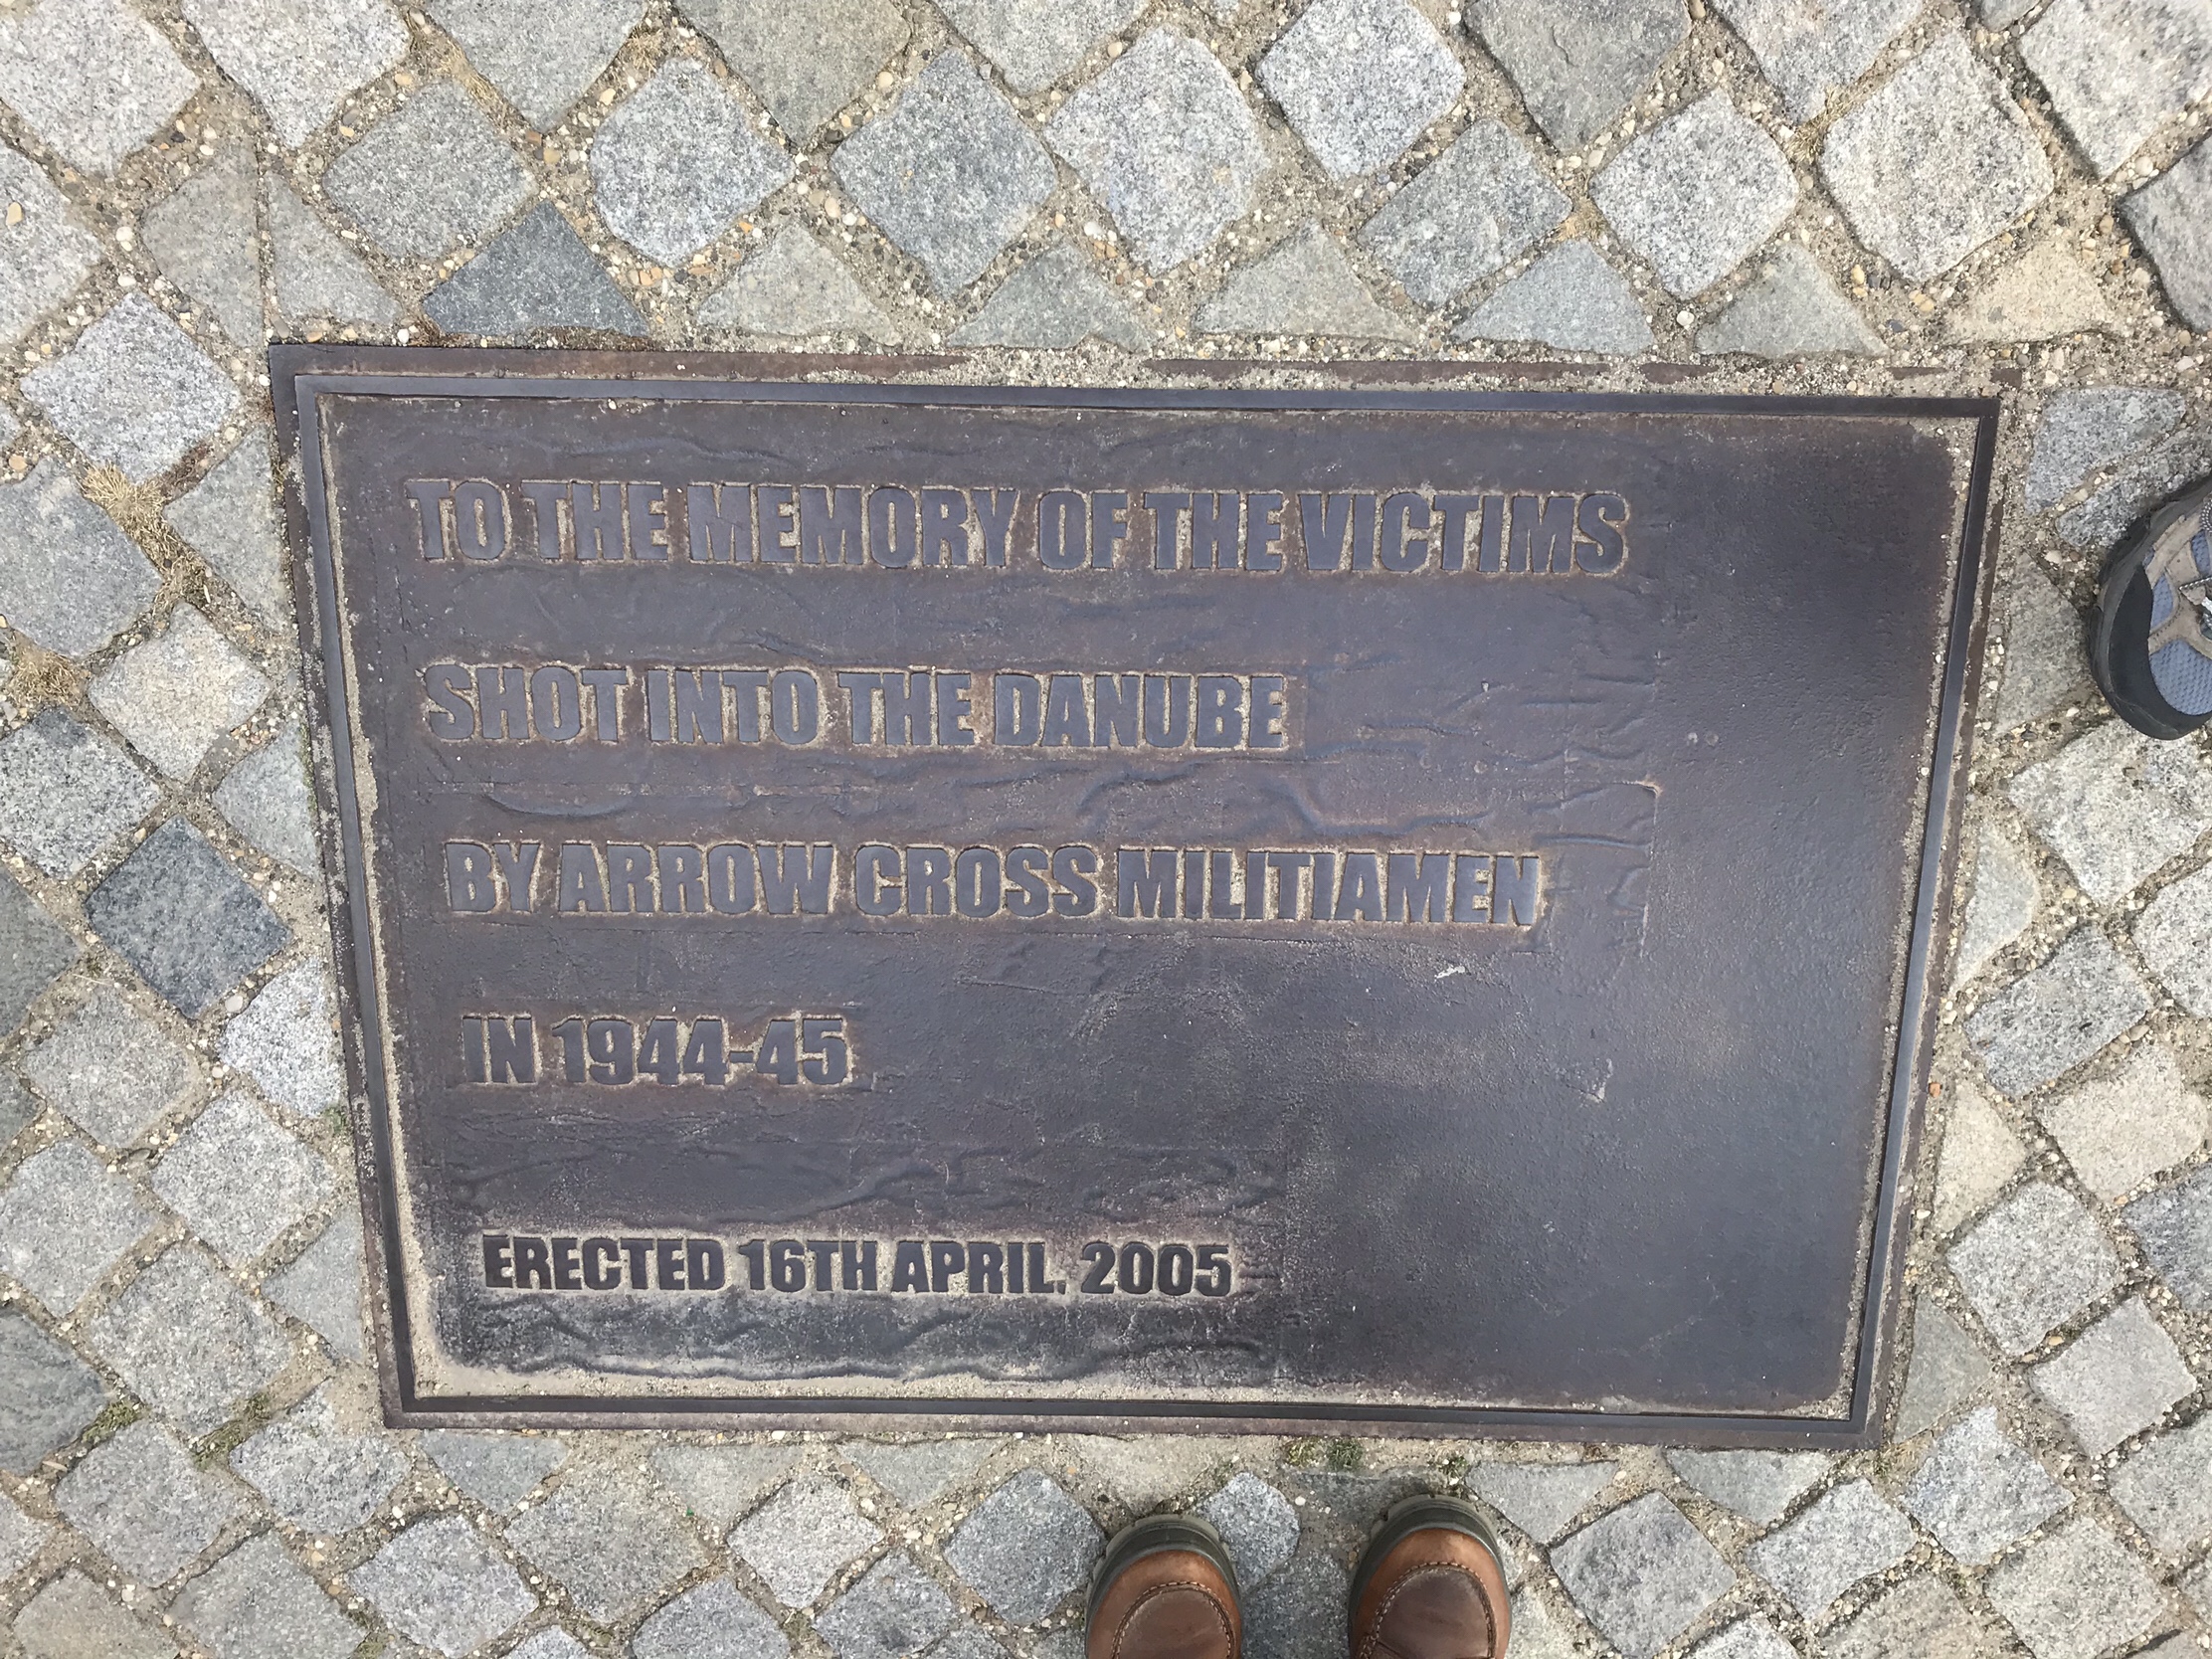 TO THE MEMORY OF THE VICTIMS
SHOT INTO THE DANUBE
BY ARROW CROSS MILITIAMEN
IN 1944-45
ERECTED 16TH APRIL, 2005